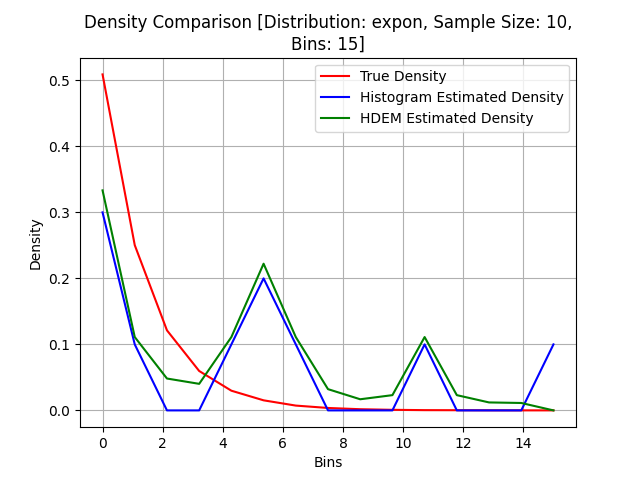 Density Comparison [Distribution: expon, Sample Size: 10,
Bins: 15]
True Density
Histogram Estimated Density
HDEM Estimated Density
Density
0.5
0.4
0.3
0.2
0.1
0.0
0 2 4 6 8 10 12 14
Bins